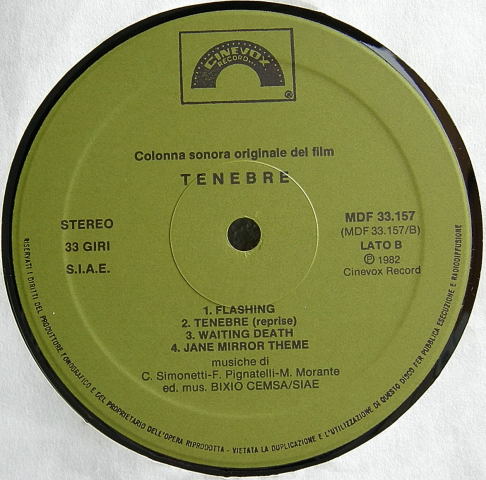 CINEVOX
RECORD
®
Colonna sonora originale del film
TENEBRE
STEREO
33 GIRI
S.I.A.E.
MDF 33.157
(MDF 33.157/B)
LATO B
Ⓟ 1982
Cinevox Record
1. FLASHING
2. TENEBRE (reprise)
3. WAITING DEATH
4. JANE MIRROR THEME
musiche di
C. Simonetti-F. Pignatelli-M. Morante
ed. mus. BIXIO CEMSA/SIAE
RISERVATI I DIRITTI DEL PRODUTTORE FONOGRAFICO E DEL PROPRIETARIO DELL'OPERA RIPRODOTTA - VIETATA LA DUPLICAZIONE E L'UTILIZZAZIONE DI QUESTO DISCO PER PUBBLICA ESECUZIONE E RADIODIFFUSIONE